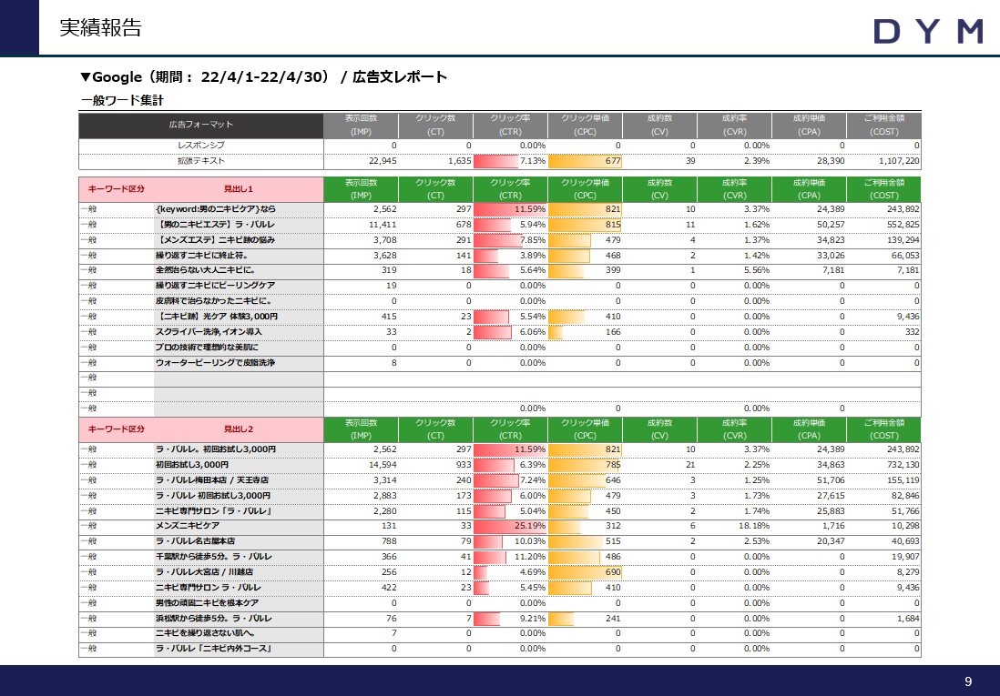 実績報告
DYM
▼Google（期間： 22/4/1-22/4/30） / 広告文レポート
一般ワード集計
広告フォーマット 表示回数 (IMP) クリック数 (CT) クリック率 (CTR) クリック単価 (CPC) 成約数 (CV) 成約率 (CVR) 成約単価 (CPA) ご利用金額 (COST)
レスポンシブ 0 0 0.00% 0 0 0.00% 0 0
拡張テキスト 22,945 1,635 7.13% 677 39 2.39% 28,390 1,107,220
キーワード区分 見出し1 表示回数 (IMP) クリック数 (CT) クリック率 (CTR) クリック単価 (CPC) 成約数 (CV) 成約率 (CVR) 成約単価 (CPA) ご利用金額 (COST)
一般 {keyword:男のニキビケア}なら 2,562 297 11.59% 821 10 3.37% 24,389 243,892
一般 【男のニキビエステ】ラ・パルレ 11,411 678 5.94% 815 11 1.62% 50,257 552,825
一般 【メンズエステ】ニキビ跡の悩み 3,708 291 7.85% 479 4 1.37% 34,823 139,294
一般 繰り返すニキビに終止符。 3,628 141 3.89% 468 2 1.42% 33,026 66,053
一般 全然治らない大人ニキビに。 319 18 5.64% 399 1 5.56% 7,181 7,181
一般 繰り返すニキビにピーリングケア 19 0 0.00% 0 0 0.00% 0 0
一般 皮膚科で治らなかったニキビに。 0 0 0.00% 0 0 0.00% 0 0
一般 【ニキビ跡】光ケア 体験3,000円 415 23 5.54% 410 0 0.00% 0 9,436
一般 スクライバー洗浄,イオン導入 33 2 6.06% 166 0 0.00% 0 332
一般 プロの技術で理想的な美肌に 0 0 0.00% 0 0 0.00% 0 0
一般 ウォーターピーリングで皮脂洗浄 8 0 0.00% 0 0 0.00% 0 0
一般
一般
一般 0.00% 0 0.00% 0
キーワード区分 見出し2 表示回数 (IMP) クリック数 (CT) クリック率 (CTR) クリック単価 (CPC) 成約数 (CV) 成約率 (CVR) 成約単価 (CPA) ご利用金額 (COST)
一般 ラ・パルレ。初回お試し3,000円 2,562 297 11.59% 821 10 3.37% 24,389 243,892
一般 初回お試し3,000円 14,594 933 6.39% 785 21 2.25% 34,863 732,130
一般 ラ・パルレ梅田本店 / 天王寺店 3,314 240 7.24% 646 3 1.25% 51,706 155,119
一般 ラ・パルレ 初回お試し3,000円 2,883 173 6.00% 479 3 1.73% 27,615 82,846
一般 ニキビ専門サロン「ラ・パルレ」 2,280 115 5.04% 450 2 1.74% 25,883 51,766
一般 メンズニキビケア 131 33 25.19% 312 6 18.18% 1,716 10,298
一般 ラ・パルレ名古屋本店 788 79 10.03% 515 2 2.53% 20,347 40,693
一般 千葉駅から徒歩5分。ラ・パルレ 366 41 11.20% 486 0 0.00% 0 19,907
一般 ラ・パルレ大宮店 / 川越店 256 12 4.69% 690 0 0.00% 0 8,279
一般 ニキビ専門サロン ラ・パルレ 422 23 5.45% 410 0 0.00% 0 9,436
一般 男性の頑固ニキビを根本ケア 0 0 0.00% 0 0 0.00% 0 0
一般 浜松駅から徒歩5分。ラ・パルレ 76 7 9.21% 241 0 0.00% 0 1,684
一般 ニキビを繰り返さない肌へ。 7 0 0.00% 0 0 0.00% 0 0
一般 ラ・パルレ「ニキビ内外コース」 0 0 0.00% 0 0 0.00% 0 0
9